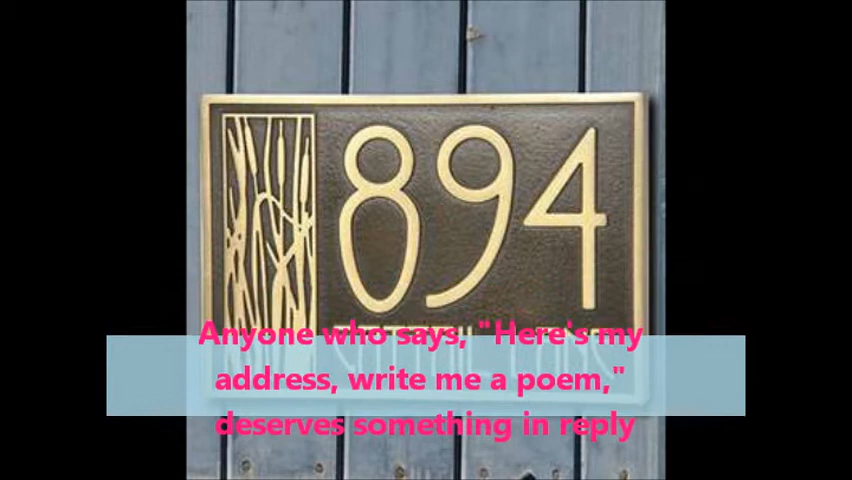 894
Anyone who says, "Here's my
address, write me a poem,"
deserves something in reply